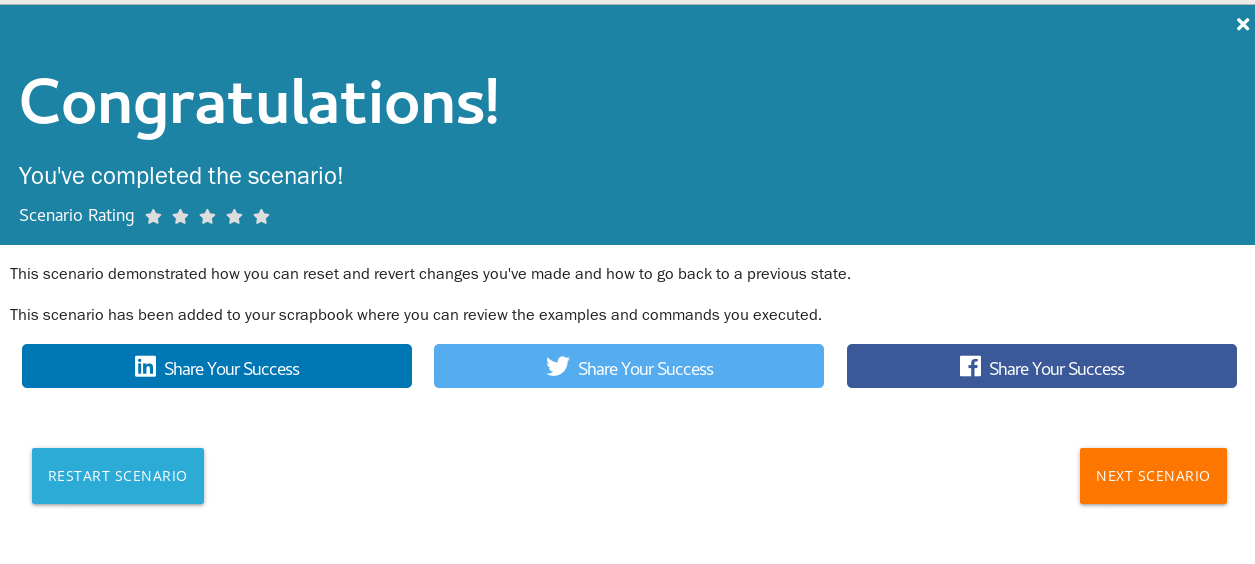 Congratulations!
You've completed the scenario!
Scenario Rating
This scenario demonstrated how you can reset and revert changes you've made and how to go back to a previous state.
This scenario has been added to your scrapbook where you can review the examples and commands you executed.
Share Your Success
Share Your Success
Share Your Success
RESTART SCENARIO
NEXT SCENARIO